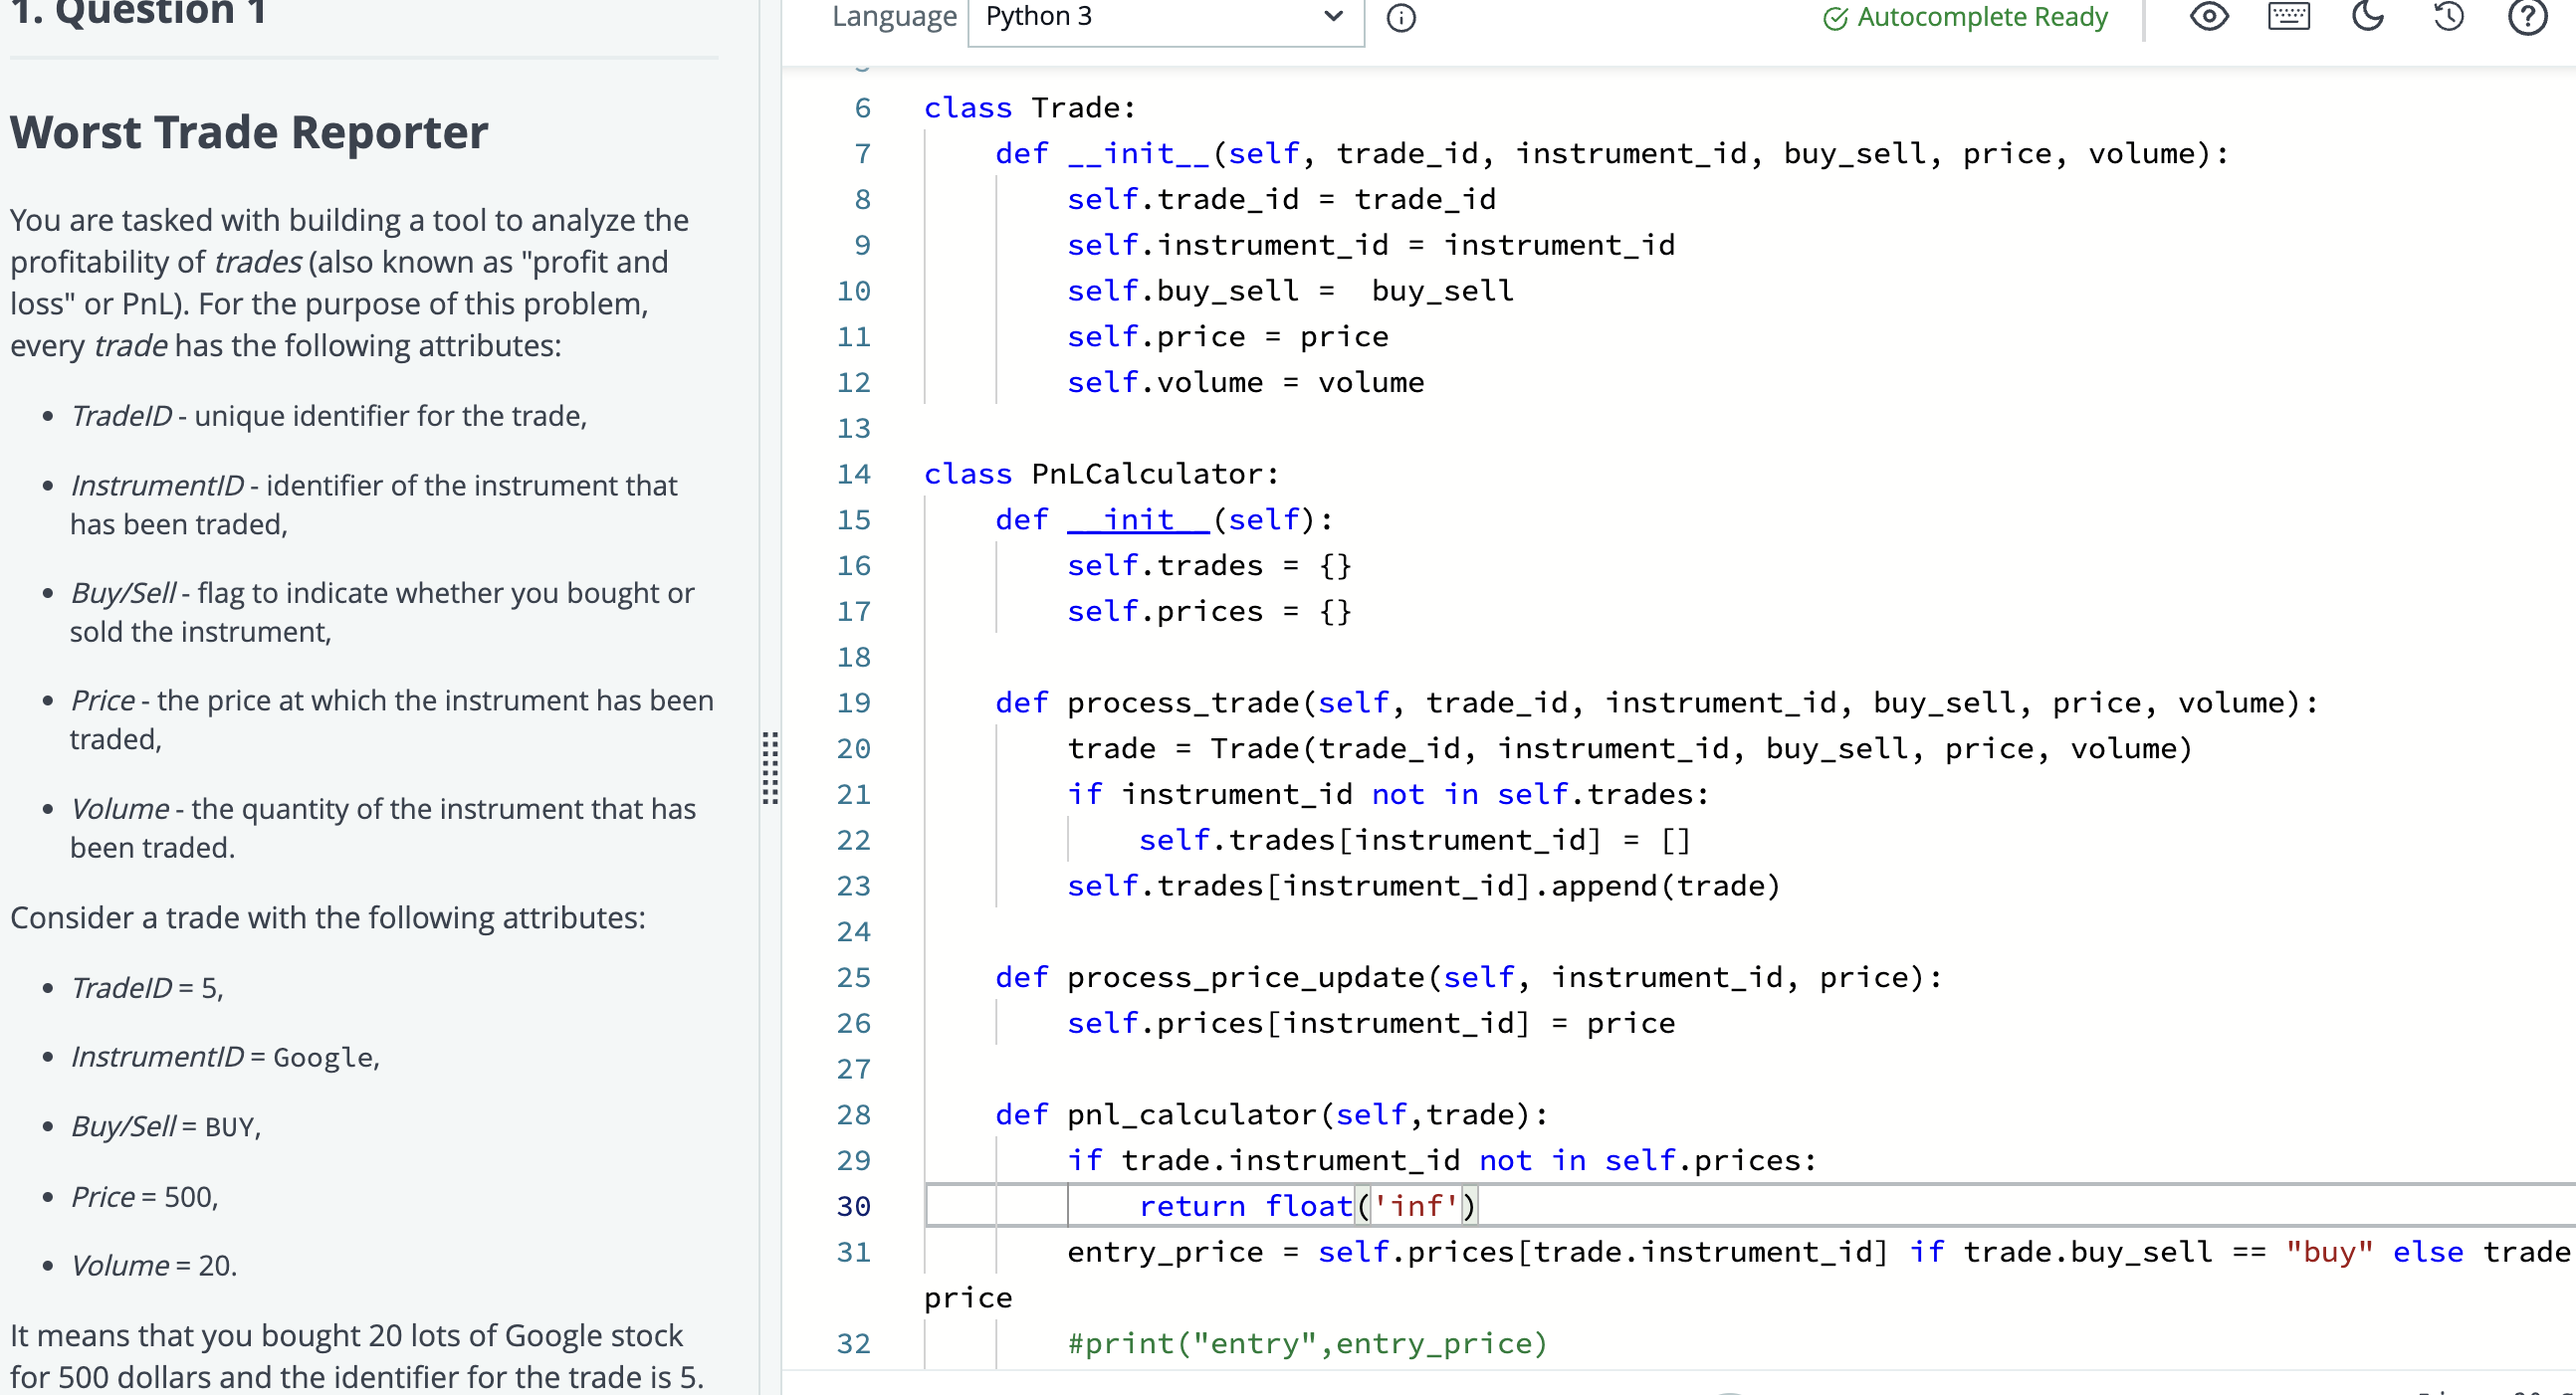 1. Question 1
Language Python 3
Autocomplete Ready
Worst Trade Reporter
You are tasked with building a tool to analyze the
profitability of trades (also known as "profit and
loss" or PnL). For the purpose of this problem,
every trade has the following attributes:
• TradeID - unique identifier for the trade,
• InstrumentID - identifier of the instrument that
has been traded,
• Buy/Sell - flag to indicate whether you bought or
sold the instrument,
• Price - the price at which the instrument has been
traded,
• Volume - the quantity of the instrument that has
been traded.
Consider a trade with the following attributes:
• TradeID = 5,
• InstrumentID = Google,
• Buy/Sell = BUY,
• Price = 500,
• Volume = 20.
It means that you bought 20 lots of Google stock
for 500 dollars and the identifier for the trade is 5.
6 class Trade:
7     def __init__(self, trade_id, instrument_id, buy_sell, price, volume):
8         self.trade_id = trade_id
9         self.instrument_id = instrument_id
10         self.buy_sell =  buy_sell
11         self.price = price
12         self.volume = volume
13
14 class PnLCalculator:
15     def __init__(self):
16         self.trades = {}
17         self.prices = {}
18
19     def process_trade(self, trade_id, instrument_id, buy_sell, price, volume):
20         trade = Trade(trade_id, instrument_id, buy_sell, price, volume)
21         if instrument_id not in self.trades:
22             self.trades[instrument_id] = []
23         self.trades[instrument_id].append(trade)
24
25     def process_price_update(self, instrument_id, price):
26         self.prices[instrument_id] = price
27
28     def pnl_calculator(self,trade):
29         if trade.instrument_id not in self.prices:
30             return float('inf')
31         entry_price = self.prices[trade.instrument_id] if trade.buy_sell == "buy" else trade
price
32         #print("entry",entry_price)